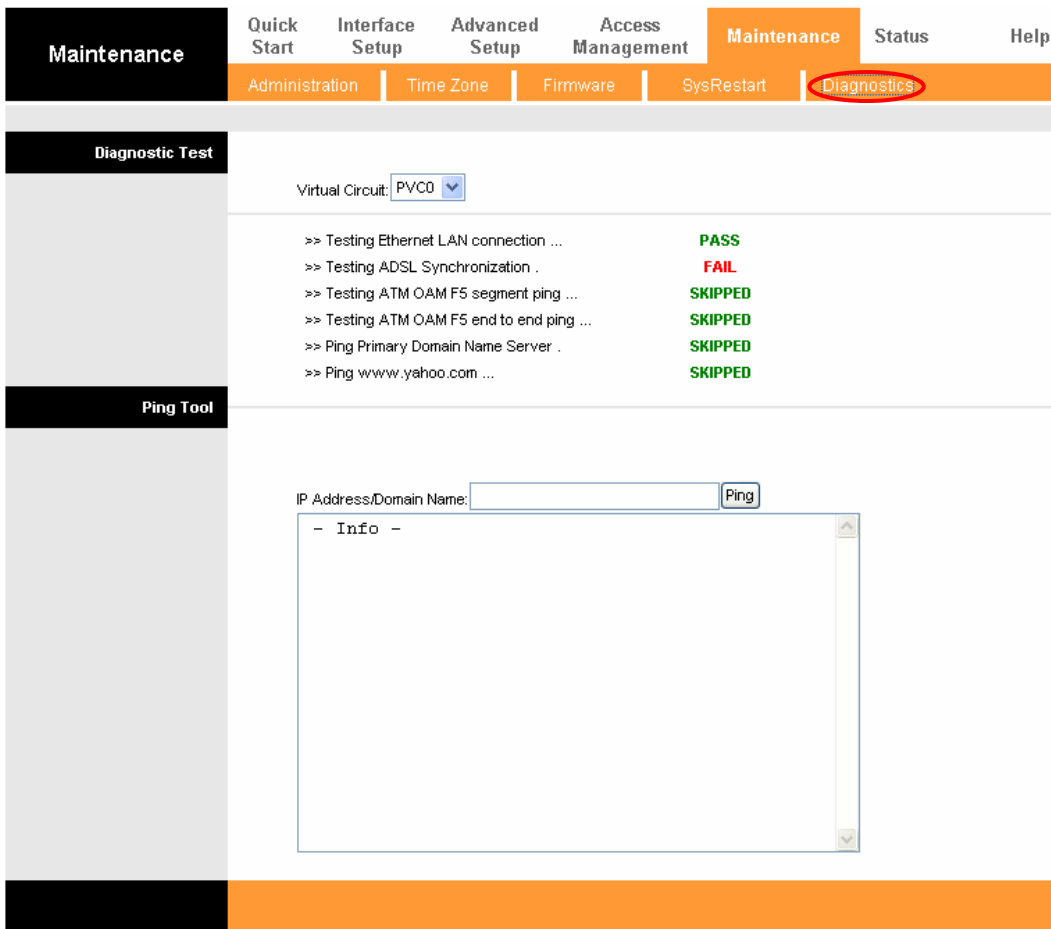 Maintenance
Quick Start
Interface Setup
Advanced Setup
Access Management
Maintenance
Status
Help
Administration
Time Zone
Firmware
SysRestart
Diagnostics
Diagnostic Test
Virtual Circuit: PVC0
>> Testing Ethernet LAN connection ... PASS
>> Testing ADSL Synchronization . FAIL
>> Testing ATM OAM F5 segment ping ... SKIPPED
>> Testing ATM OAM F5 end to end ping ... SKIPPED
>> Ping Primary Domain Name Server . SKIPPED
>> Ping www.yahoo.com ... SKIPPED
Ping Tool
IP Address/Domain Name: Ping
- Info -